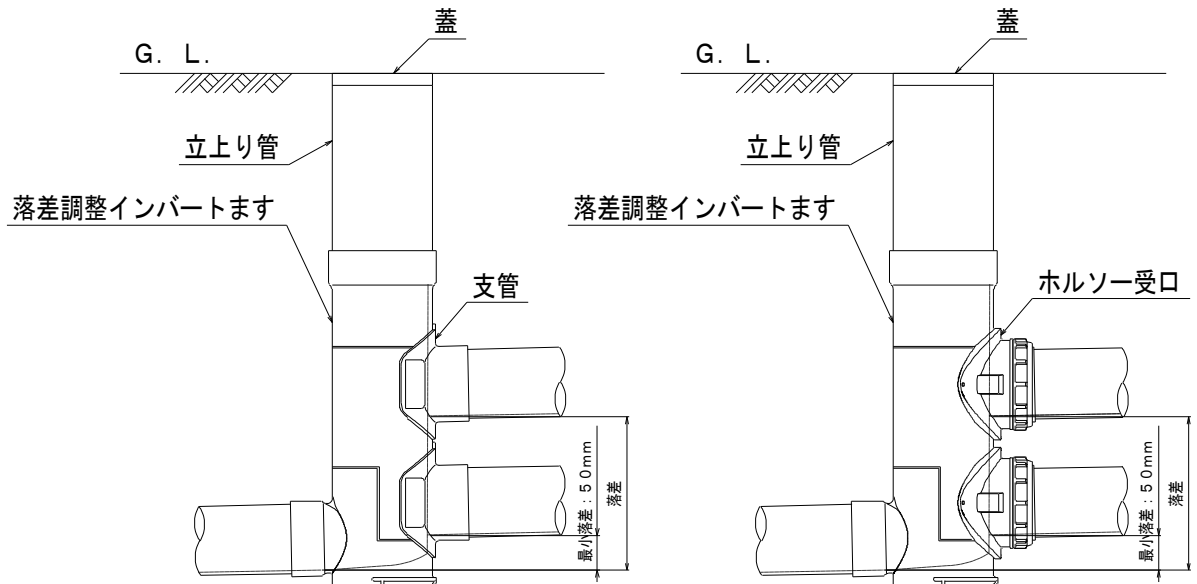 蓋
G. L.
立上り管
落差調整インバートます
支管
最小落差：50mm
落差
蓋
G. L.
立上り管
落差調整インバートます
ホルソー受口
最小落差：50mm
落差